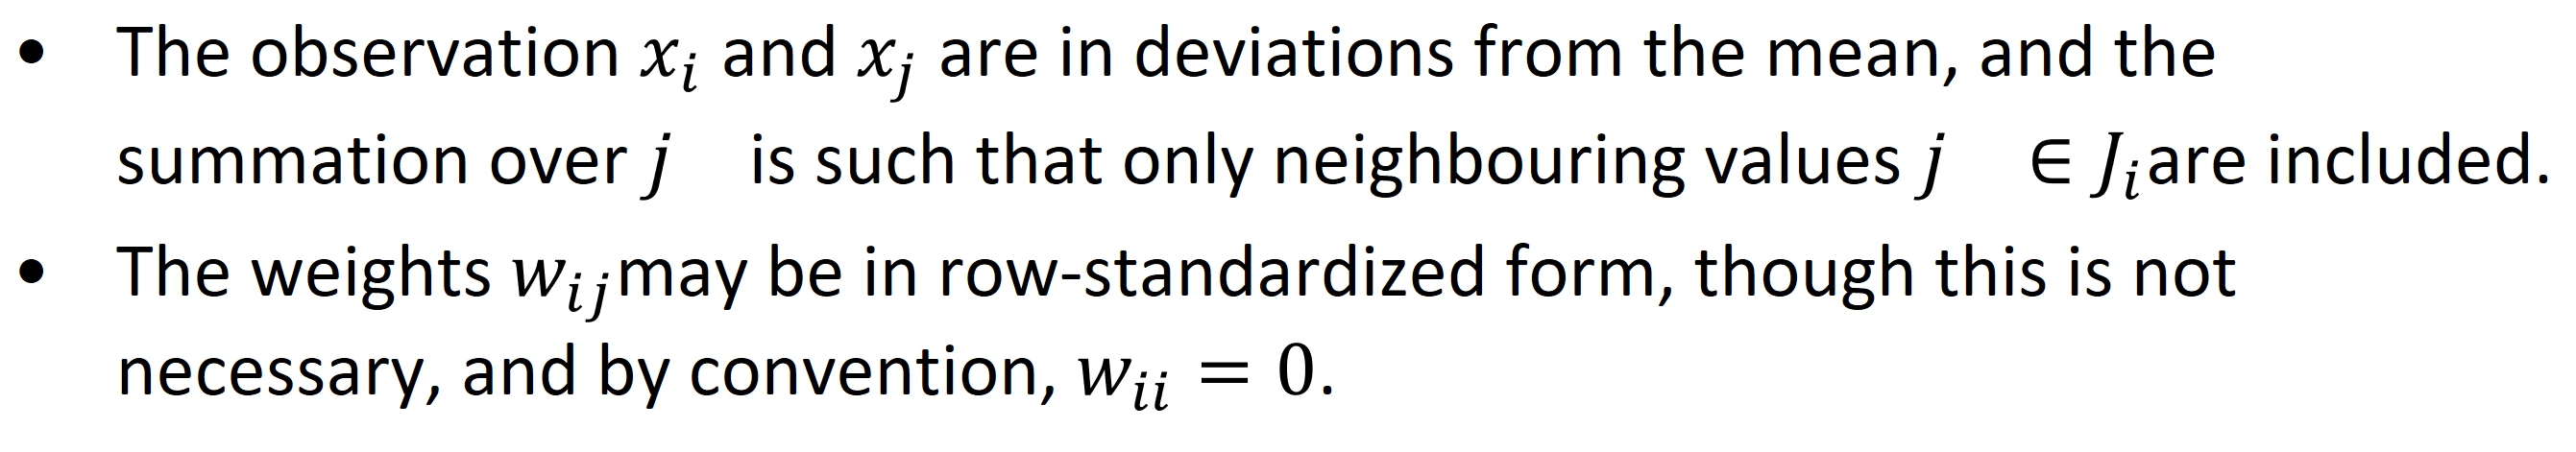 • The observation xᵢ and xⱼ are in deviations from the mean, and the
summation over j is such that only neighbouring values j ∈ Jᵢ are included.
• The weights wᵢⱼ may be in row-standardized form, though this is not
necessary, and by convention, wᵢᵢ = 0.